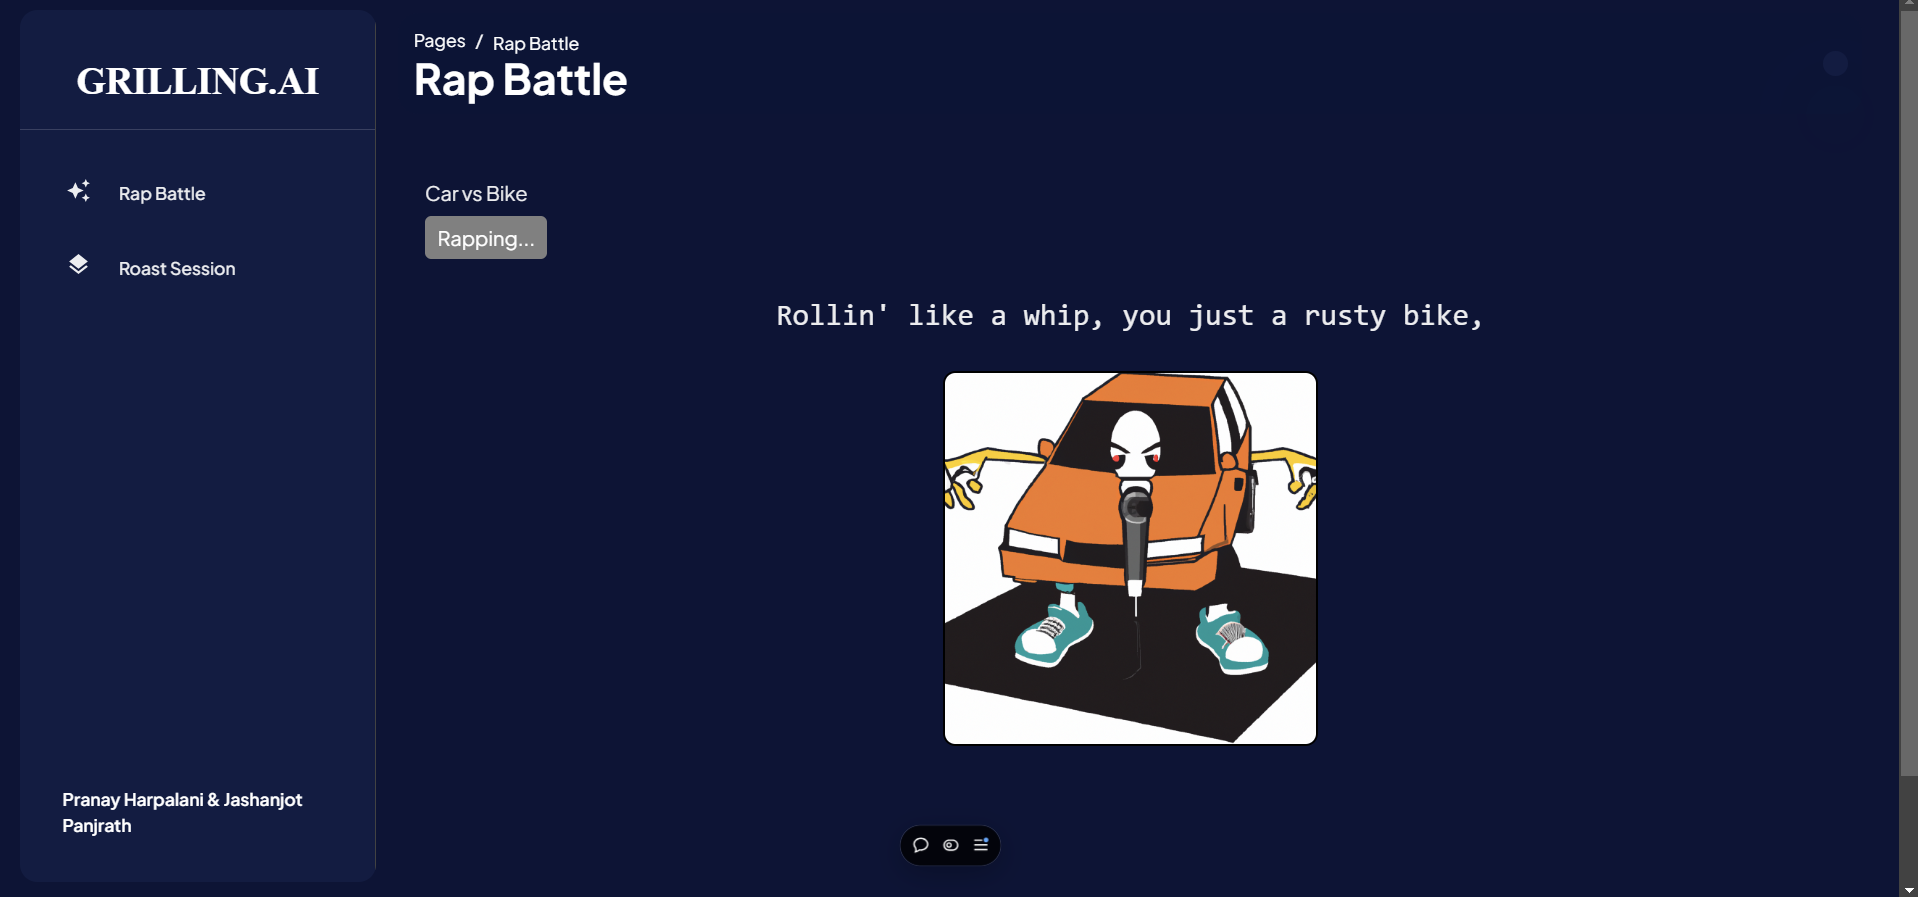 GRILLING.AI
Rap Battle
Roast Session
Pranay Harpalani & Jashanjot
Panjrath
Pages / Rap Battle
Rap Battle
Car vs Bike
Rapping...
Rollin' like a whip, you just a rusty bike,